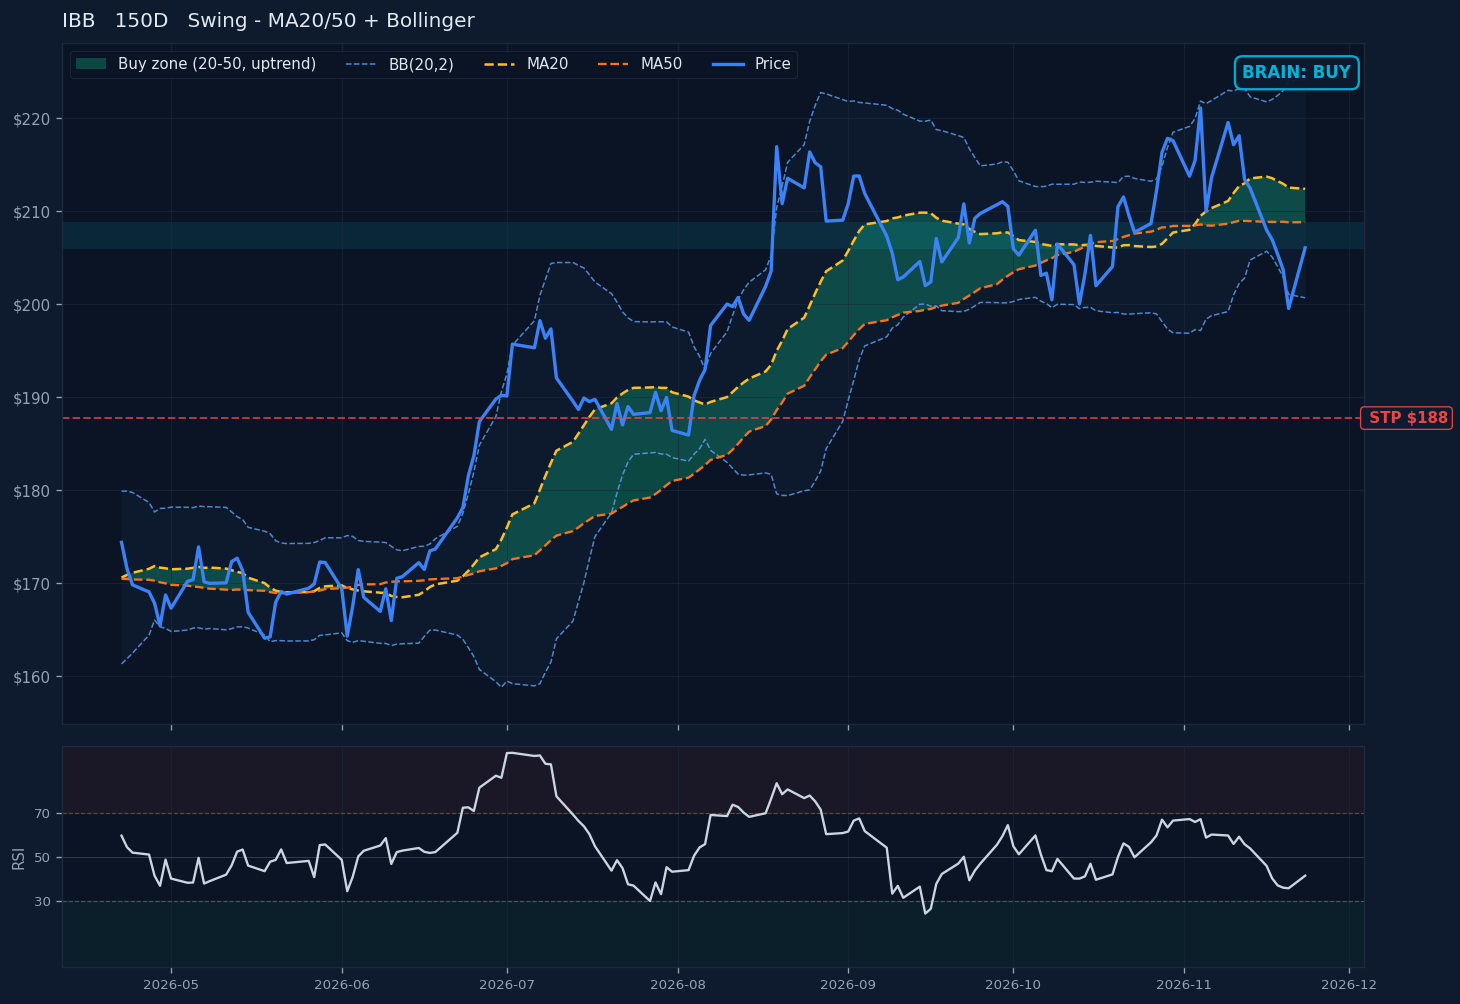 IBB 150D Swing - MA20/50 + Bollinger
Buy zone (20-50, uptrend) BB(20,2) MA20 MA50 Price
BRAIN: BUY
$220
$210
$200
$190
STP $188
$180
$170
$160
70
50
30
RSI
2026-05 2026-06 2026-07 2026-08 2026-09 2026-10 2026-11 2026-12